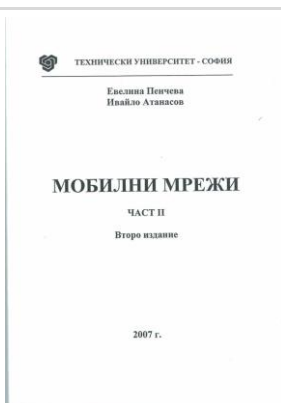 ТЕХНИЧЕСКИ УНИВЕРСИТЕТ - СОФИЯ
Евелина Пенчева
Ивайло Атанасов
МОБИЛНИ МРЕЖИ
ЧАСТ II
Второ издание
2007 г.